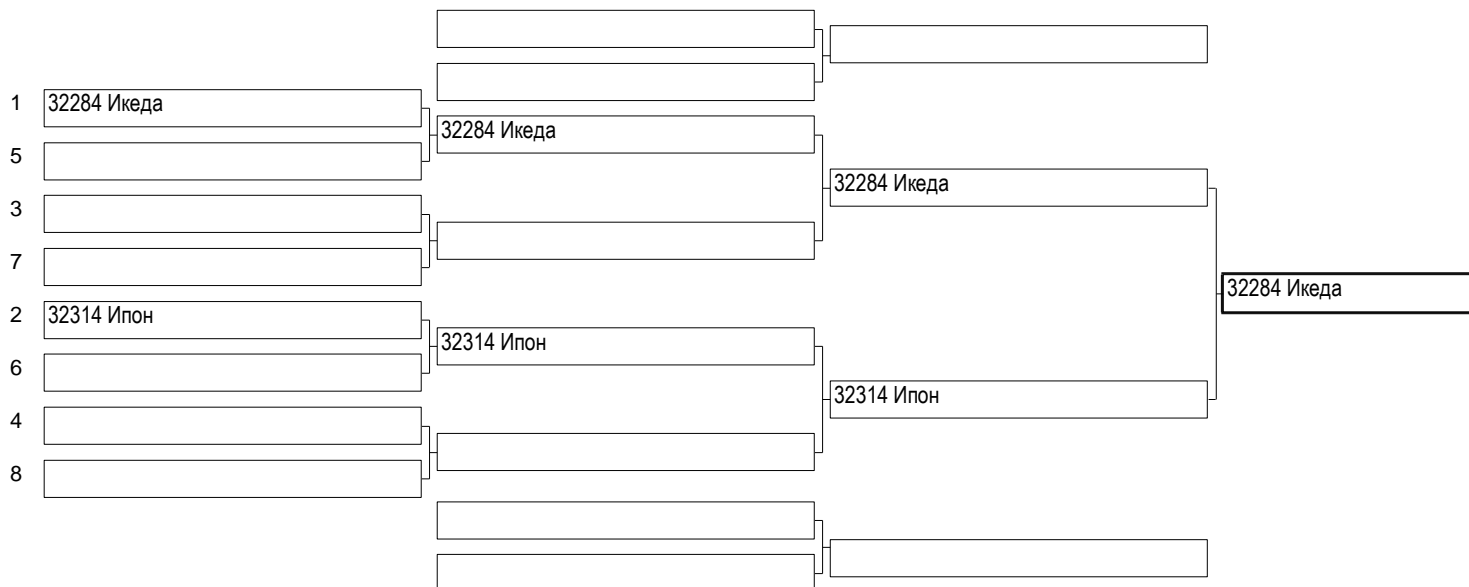 1 32284 Икеда
32284 Икеда
5
32284 Икеда
3
7
32284 Икеда
2 32314 Ипон
32314 Ипон
6
32314 Ипон
4
8